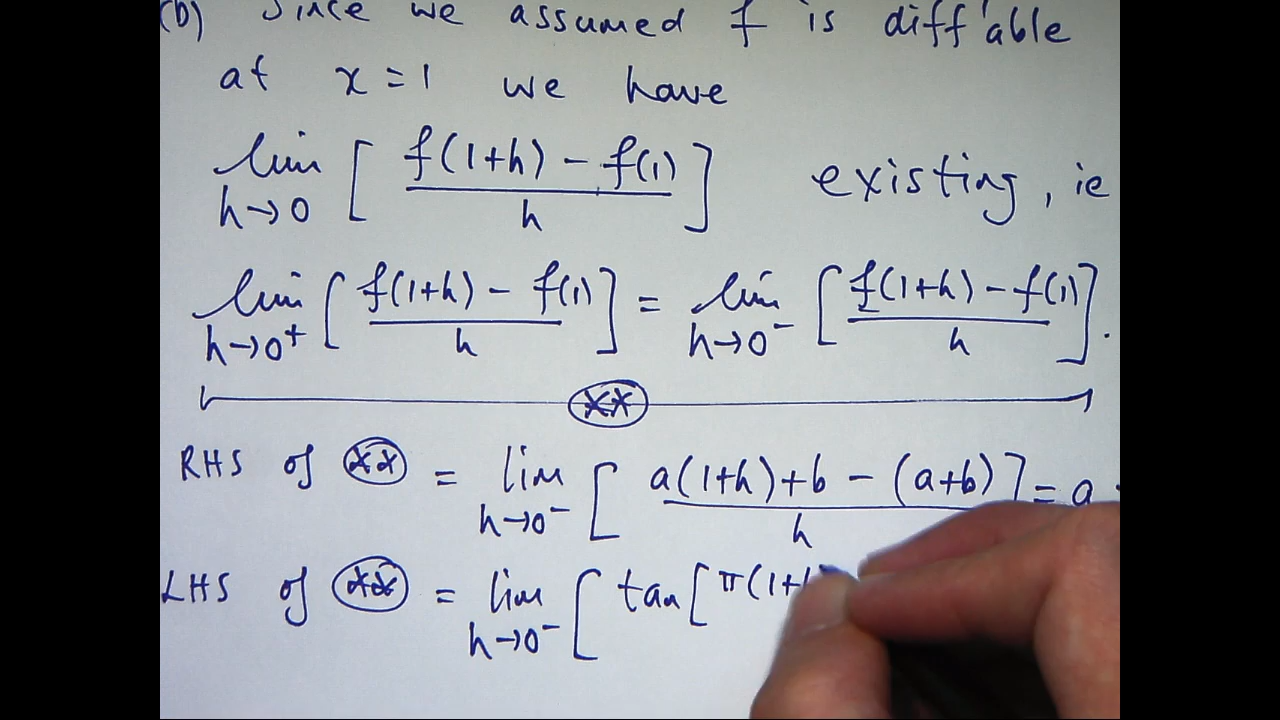 (b) Since we assumed f is diff'able
at x = 1 we have
lim h→0 [ f(1+h) − f(1) / h ] existing, ie
lim h→0⁺ [ f(1+h) − f(1) / h ] = lim h→0⁻ [ f(1+h) − f(1) / h ].
**
RHS of ** = lim h→0⁻ [ a(1+h)+b − (a+b) / h ] = a.
LHS of ** = lim h→0⁻ [ tan[ π(1+h